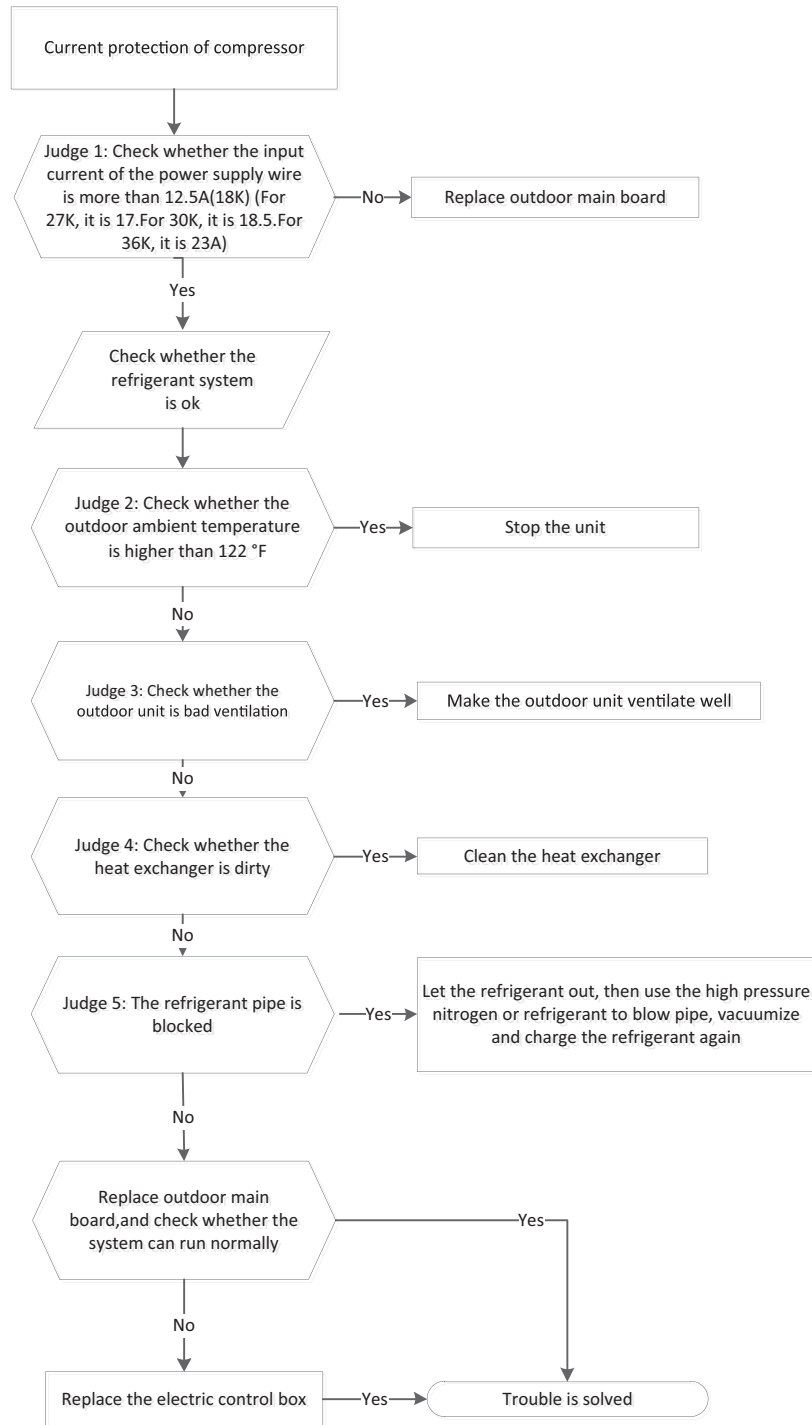 Current protection of compressor
Judge 1: Check whether the input
current of the power supply wire
is more than 12.5A(18K) (For
27K, it is 17.For 30K, it is 18.5.For
36K, it is 23A)
No
Replace outdoor main board
Yes
Check whether the
refrigerant system
is ok
Judge 2: Check whether the
outdoor ambient temperature
is higher than 122 °F
Yes
Stop the unit
No
Judge 3: Check whether the
outdoor unit is bad ventilation
Yes
Make the outdoor unit ventilate well
No
Judge 4: Check whether the
heat exchanger is dirty
Yes
Clean the heat exchanger
No
Judge 5: The refrigerant pipe is
blocked
Yes
Let the refrigerant out, then use the high pressure
nitrogen or refrigerant to blow pipe, vacuumize
and charge the refrigerant again
No
Replace outdoor main
board,and check whether the
system can run normally
Yes
No
Replace the electric control box
Yes
Trouble is solved